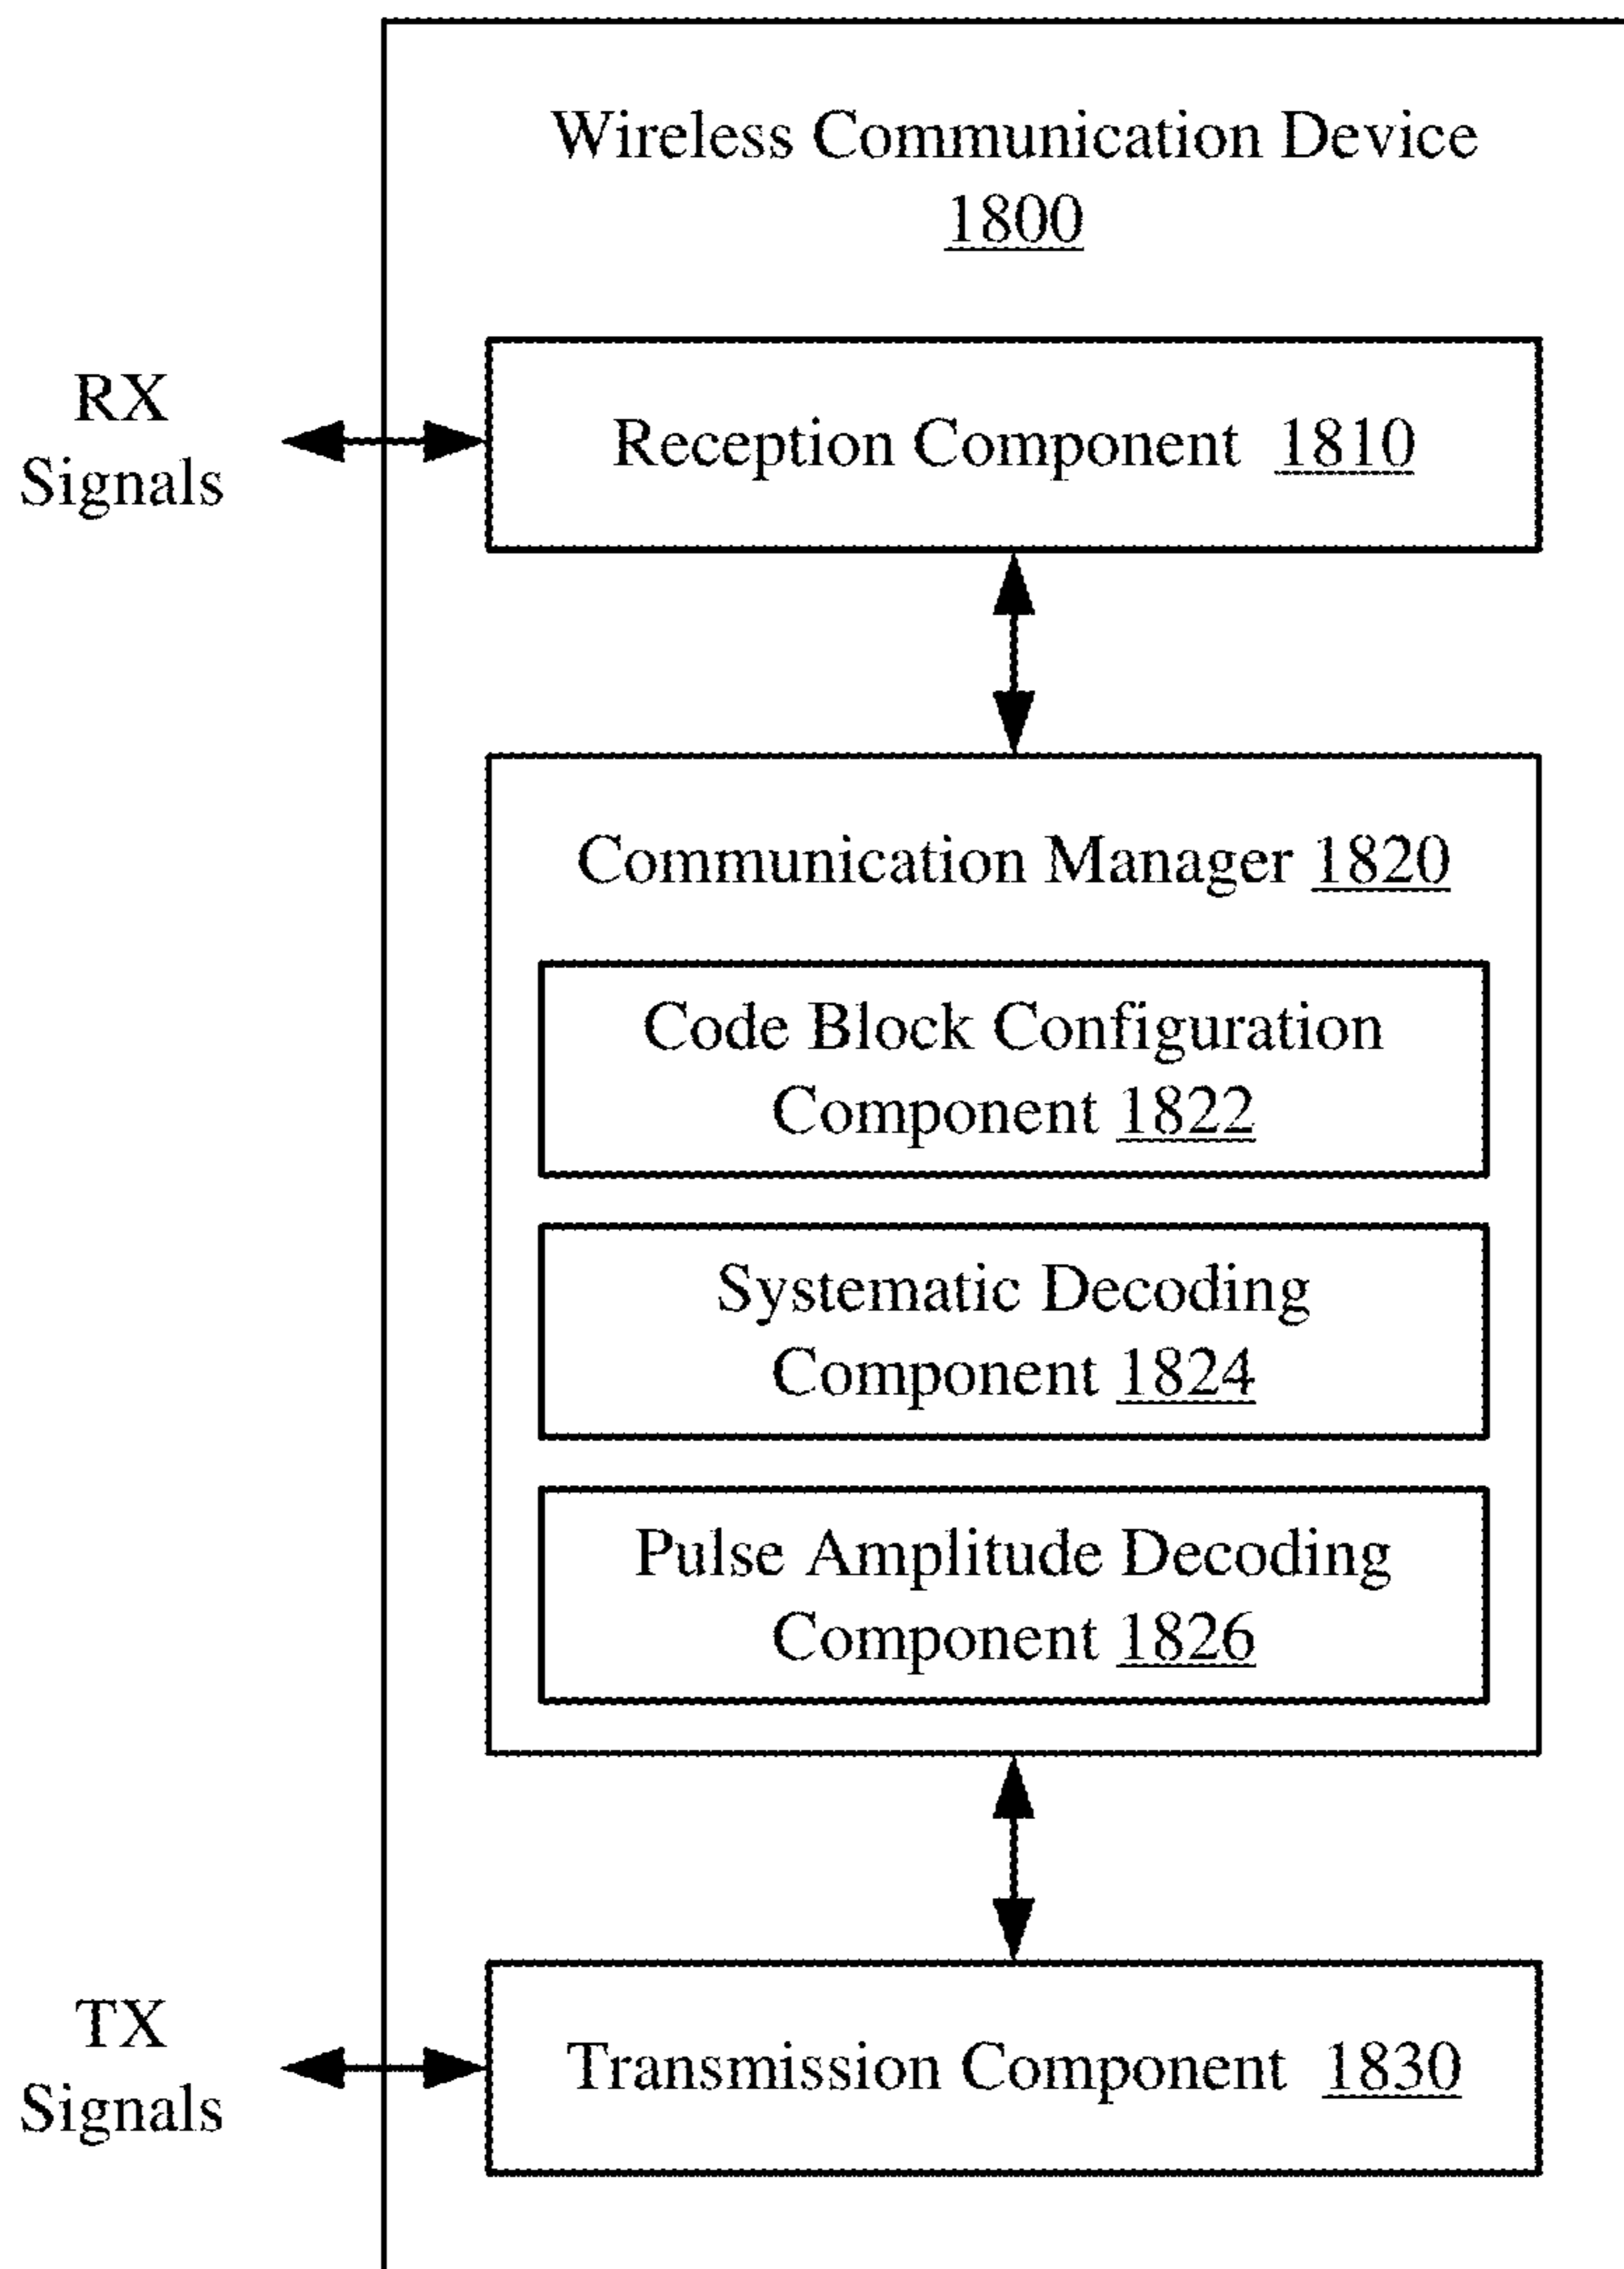 Wireless Communication Device
1800
RX
Signals
Reception Component 1810
Communication Manager 1820
Code Block Configuration
Component 1822
Systematic Decoding
Component 1824
Pulse Amplitude Decoding
Component 1826
TX
Signals
Transmission Component 1830